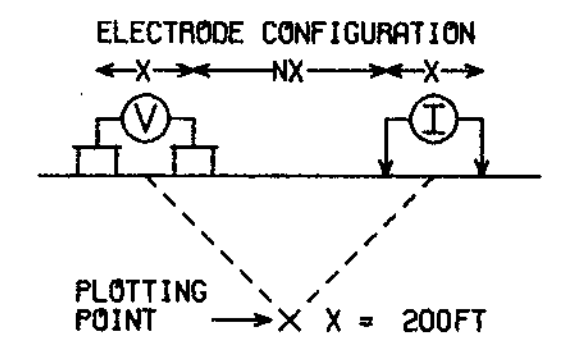 ELECTRODE CONFIGURATION
X NX X
V I
PLOTTING
POINT X X = 200FT